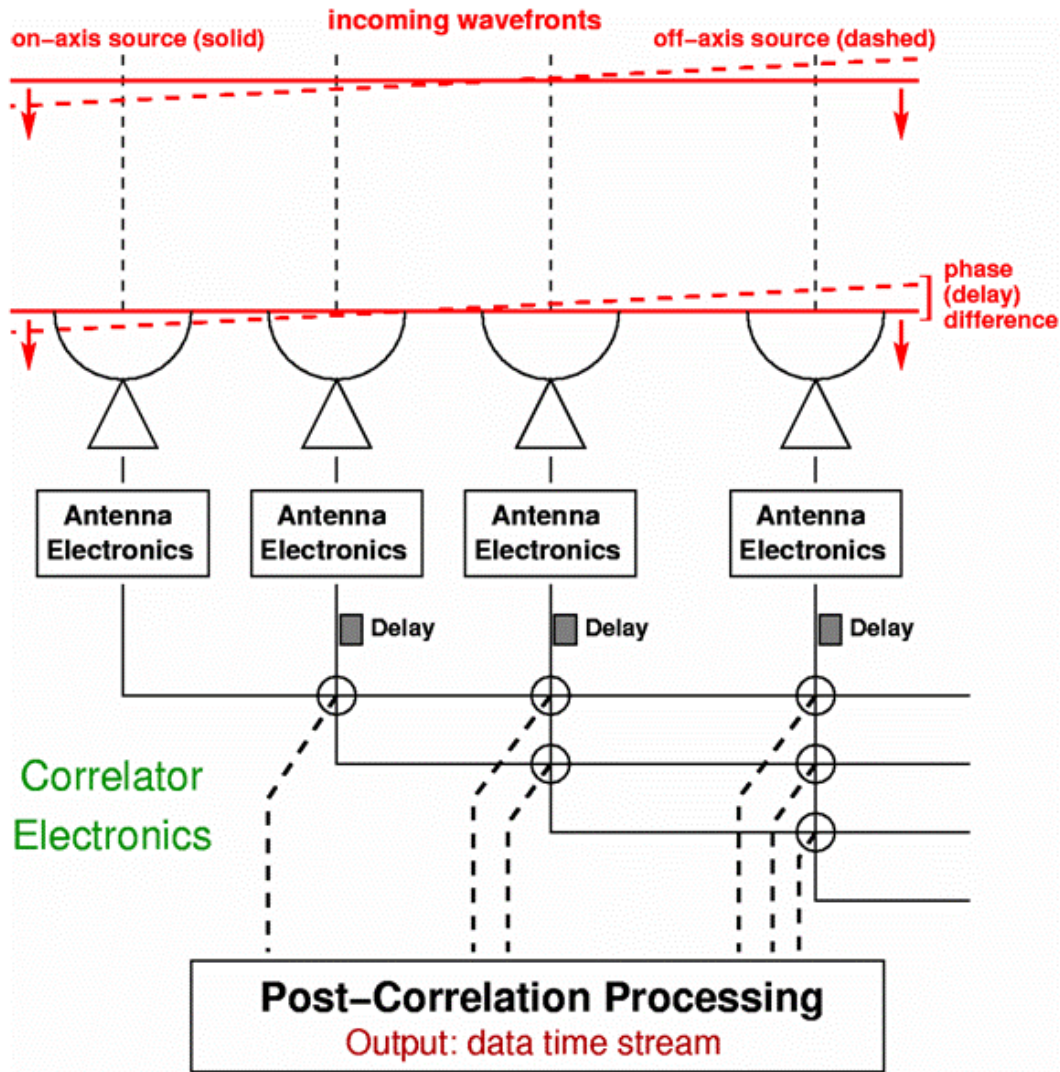 incoming wavefronts
on-axis source (solid)
off-axis source (dashed)
phase
(delay)
difference
Antenna
Electronics
Antenna
Electronics
Antenna
Electronics
Antenna
Electronics
Delay
Delay
Delay
Correlator
Electronics
Post-Correlation Processing
Output: data time stream